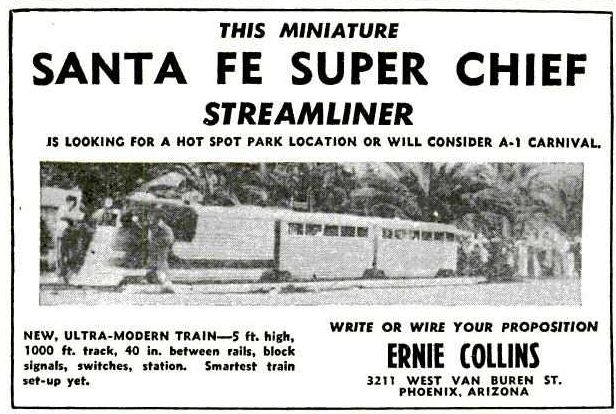 THIS MINIATURE
SANTA FE SUPER CHIEF
STREAMLINER
IS LOOKING FOR A HOT SPOT PARK LOCATION OR WILL CONSIDER A-1 CARNIVAL.
NEW, ULTRA-MODERN TRAIN—5 ft. high,
1000 ft. track, 40 in. between rails, block
signals, switches, station. Smartest train
set-up yet.
WRITE OR WIRE YOUR PROPOSITION
ERNIE COLLINS
3211 WEST VAN BUREN ST.
PHOENIX, ARIZONA